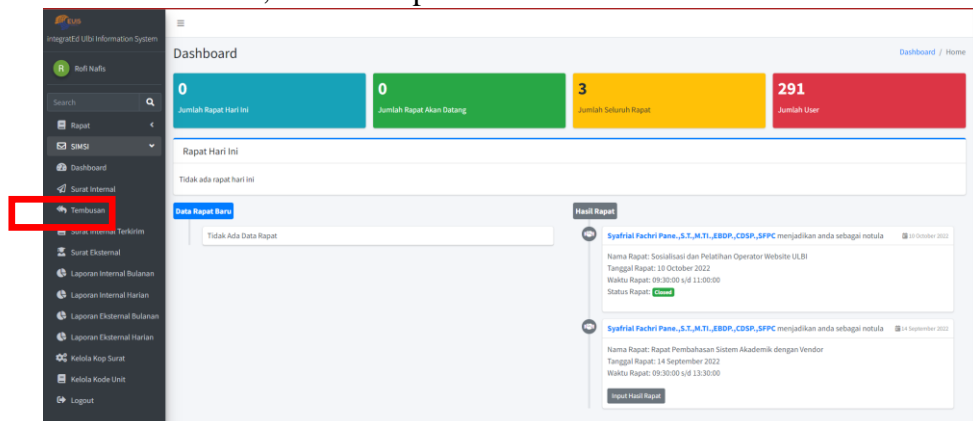 EUS
IntegratEd Ulbi Information System
R Rofi Nafis
Search
Rapat
SIMSI
Dashboard
Surat Internal
Tembusan
Surat Internal Terkirim
Surat Eksternal
Laporan Internal Bulanan
Laporan Internal Harian
Laporan Eksternal Bulanan
Laporan Eksternal Harian
Kelola Kop Surat
Kelola Kode Unit
Logout
Dashboard
Dashboard / Home
0
Jumlah Rapat Hari Ini
0
Jumlah Rapat Akan Datang
3
Jumlah Seluruh Rapat
291
Jumlah User
Rapat Hari Ini
Tidak ada rapat hari ini
Data Rapat Baru
Tidak Ada Data Rapat
Hasil Rapat
Syafrial Fachri Pane.,S.T.,M.TI.,EBDP.,CDSP.,SFPC menjadikan anda sebagai notula 10 October 2022
Nama Rapat: Sosialisasi dan Pelatihan Operator Website ULBI
Tanggal Rapat: 10 October 2022
Waktu Rapat: 09:30:00 s/d 11:00:00
Status Rapat: Closed
Syafrial Fachri Pane.,S.T.,M.TI.,EBDP.,CDSP.,SFPC menjadikan anda sebagai notula 14 September 2022
Nama Rapat: Rapat Pembahasan Sistem Akademik dengan Vendor
Tanggal Rapat: 14 September 2022
Waktu Rapat: 09:30:00 s/d 13:30:00
Input Hasil Rapat